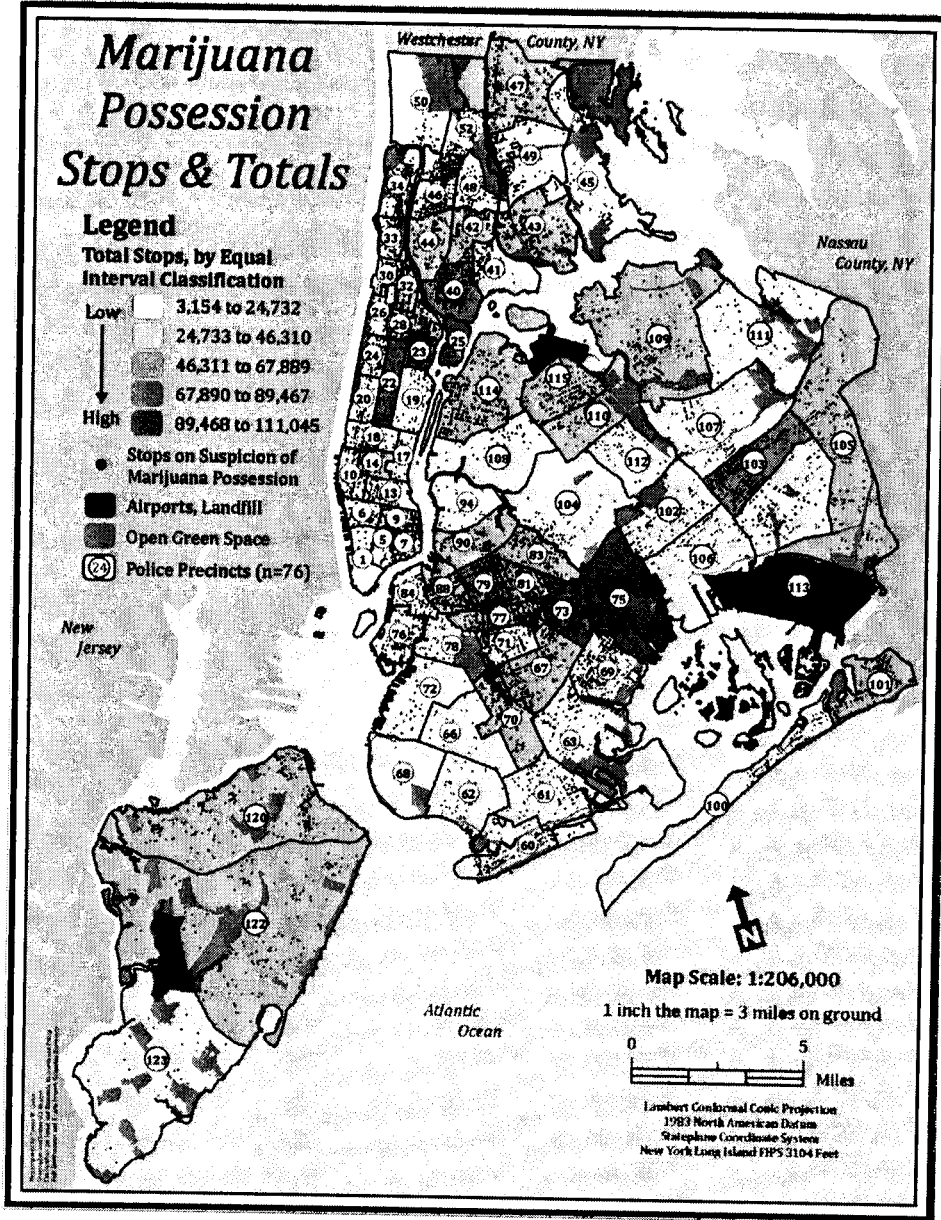 Marijuana
Possession
Stops & Totals
Legend
Total Stops, by Equal
Interval Classification
Low
3,154 to 24,732
24,733 to 46,310
46,311 to 67,889
67,890 to 89,467
High
89,468 to 111,045
Stops on Suspicion of
Marijuana Possession
Airports, Landfill
Open Green Space
24 Police Precincts (n=76)
Westchester County, NY
Nassau
County, NY
New
Jersey
Atlantic
Ocean
50
47
52
49
45
34
46
48
33
44
42
43
30
32
41
26
28
40
24
23
25
22
20
19
114
115
109
111
18
17
110
107
105
10
14
108
112
103
13
6
9
94
104
102
5
7
1
90
83
106
84
88
79
81
75
113
77
73
76
78
71
67
69
101
72
70
66
63
68
62
61
100
60
120
122
123
N
Map Scale: 1:206,000
1 inch the map = 3 miles on ground
0 5
Miles
Lambert Conformal Conic Projection
1983 North American Datum
Stateplane Coordinate System
New York Long Island FIPS 3104 Feet